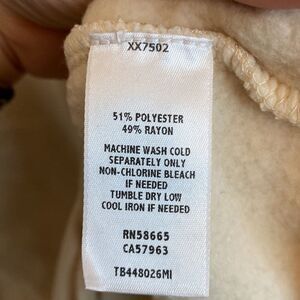 XX7502
51% POLYESTER
49% RAYON
MACHINE WASH COLD
SEPARATELY ONLY
NON-CHLORINE BLEACH
IF NEEDED
TUMBLE DRY LOW
COOL IRON IF NEEDED
RN58665
CA57963
TB448026MI